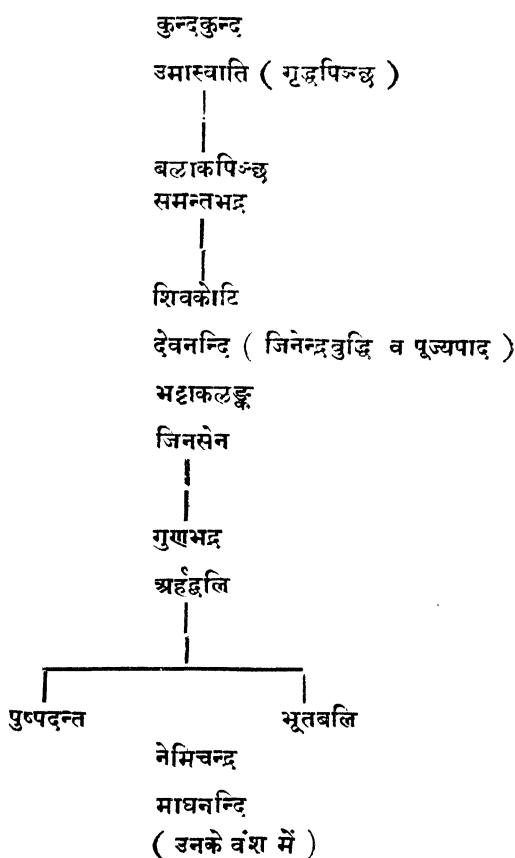 कुन्दकुन्द
उमास्वाति ( गृद्धपिञ्छ )
बलाकपिञ्छ
समन्तभद्र
शिवकोटि
देवनन्दि ( जिनेन्द्रबुद्धि व पूज्यपाद )
भट्टाकलङ्क
जिनसेन
गुणभद्र
अर्हद्वलि
पुष्पदन्त भूतबलि
नेमिचन्द्र
माघनन्दि
( उनके वंश में )